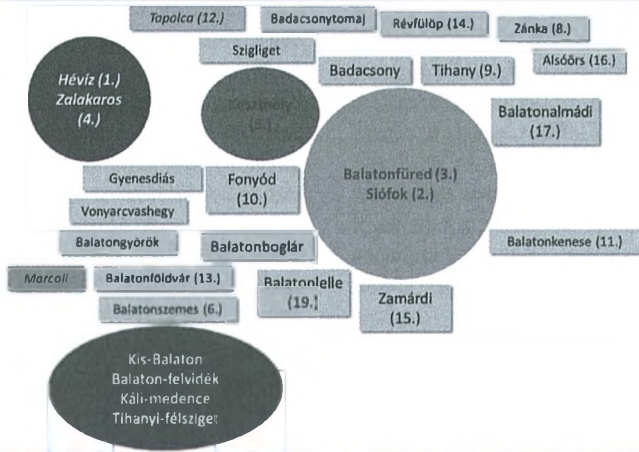 Tapolca (12.)
Badacsonytomaj
Révfülöp (14.)
Zánka (8.)
Szigliget
Alsóörs (16.)
Hévíz (1.)
Zalakaros
(4.)
Badacsony
Tihany (9.)
Keszthely
(5.)
Balatonalmádi
(17.)
Gyenesdiás
Fonyód
(10.)
Balatonfüred (3.)
Siófok (2.)
Vonyarcvashegy
Balatongyörök
Balatonboglár
Balatonkenese (11.)
Marcali
Balatonföldvár (13.)
Balatonlelle
(19.)
Zamárdi
(15.)
Balatonszemes (6.)
Kis-Balaton
Balaton-felvidék
Káli-medence
Tihanyi-félsziget